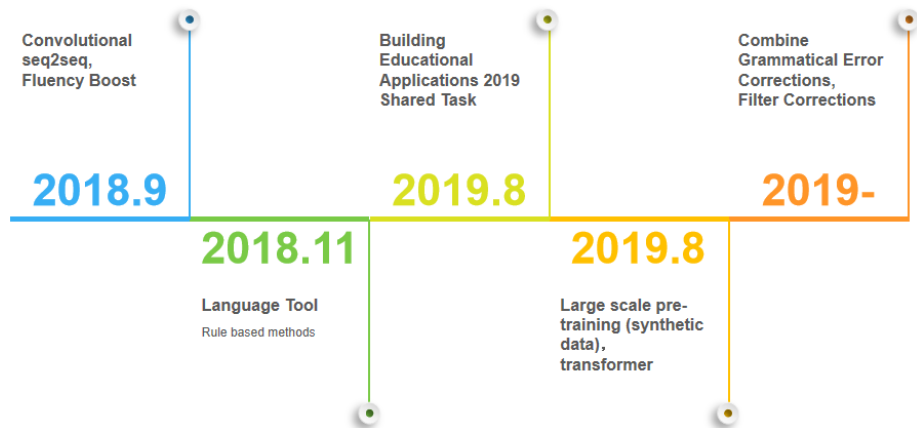 Convolutional
seq2seq,
Fluency Boost
2018.9
2018.11
Language Tool
Rule based methods
Building
Educational
Applications 2019
Shared Task
2019.8
2019.8
Large scale pre-
training (synthetic
data),
transformer
Combine
Grammatical Error
Corrections,
Filter Corrections
2019-